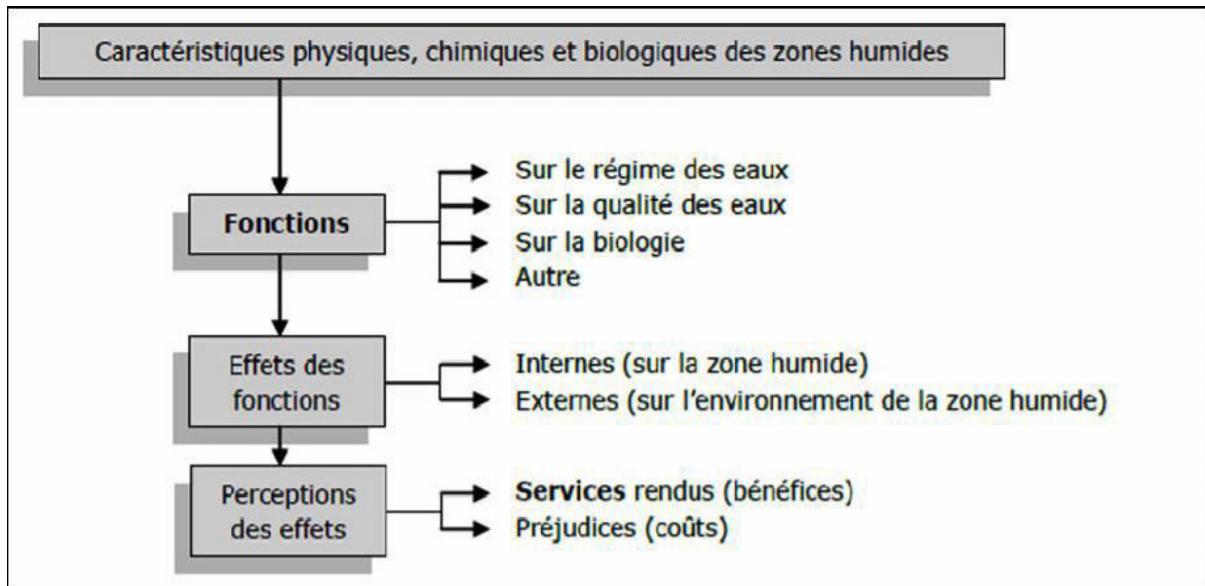 Caractéristiques physiques, chimiques et biologiques des zones humides
Fonctions
Sur le régime des eaux
Sur la qualité des eaux
Sur la biologie
Autre
Effets des
fonctions
Internes (sur la zone humide)
Externes (sur l'environnement de la zone humide)
Perceptions
des effets
Services rendus (bénéfices)
Préjudices (coûts)